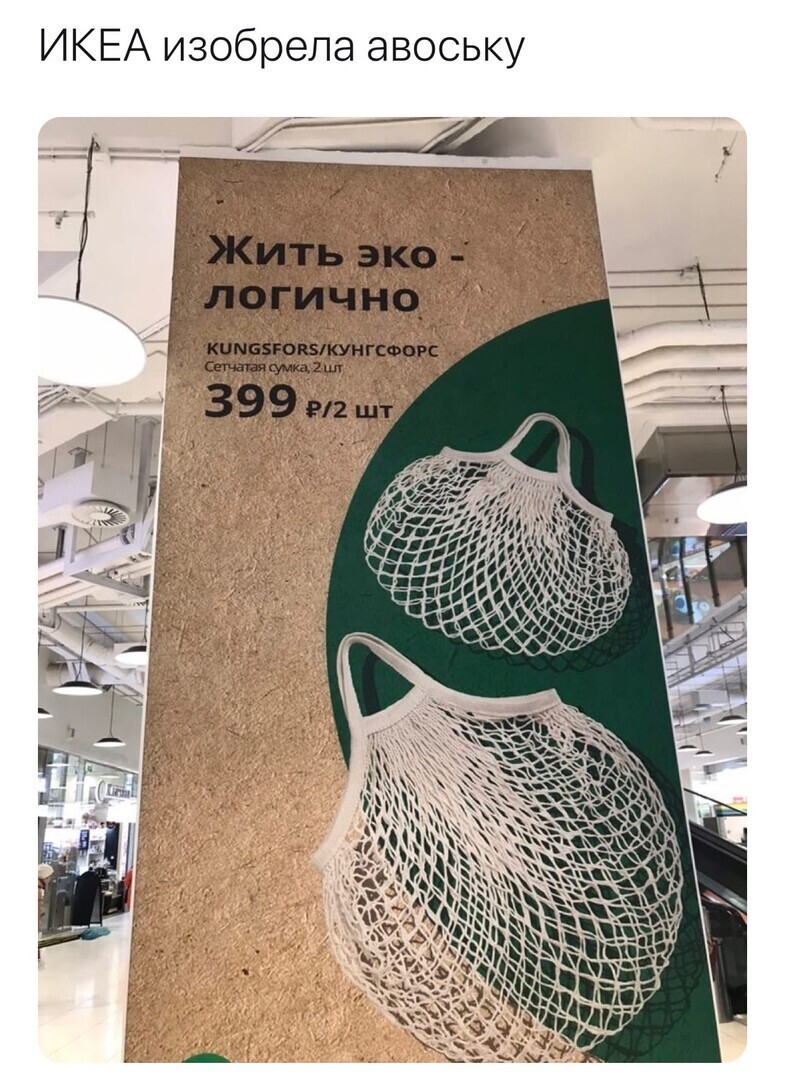 ИКЕА изобрела авоську
Жить эко -
логично
KUNGSFORS/КУНГСФОРС
Сетчатая сумка, 2 шт
399 ₽/2 шт